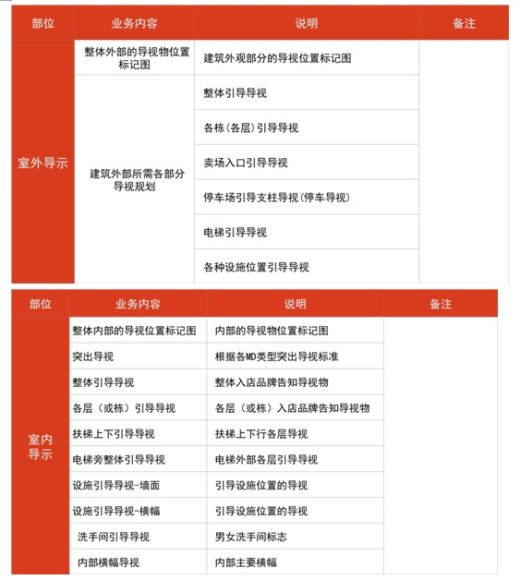 部位 业务内容 说明 备注
室外导示
整体外部的导视物位置
标记图
建筑外观部分的导视位置标记图
建筑外部所需各部分
导视规划
整体引导导视
各栋(各层)引导导视
卖场入口引导导视
停车场引导支柱导视(停车导视)
电梯引导导视
各种设施位置引导导视
部位 业务内容 说明 备注
室内
导示
整体内部的导视位置标记图 内部的导视物位置标记图
突出导视 根据各MD类型突出导视标准
整体引导导视 整体入店品牌告知导视物
各层（或栋）引导导视 各层（或栋）入店品牌告知导视物
扶梯上下引导导视 扶梯上下行各层导视
电梯旁整体引导导视 电梯外部各层引导导视
设施引导导视-墙面 引导设施位置的导视
设施引导导视-横幅 引导设施位置的导视
洗手间引导导视 男女洗手间标志
内部横幅导视 内部主要横幅